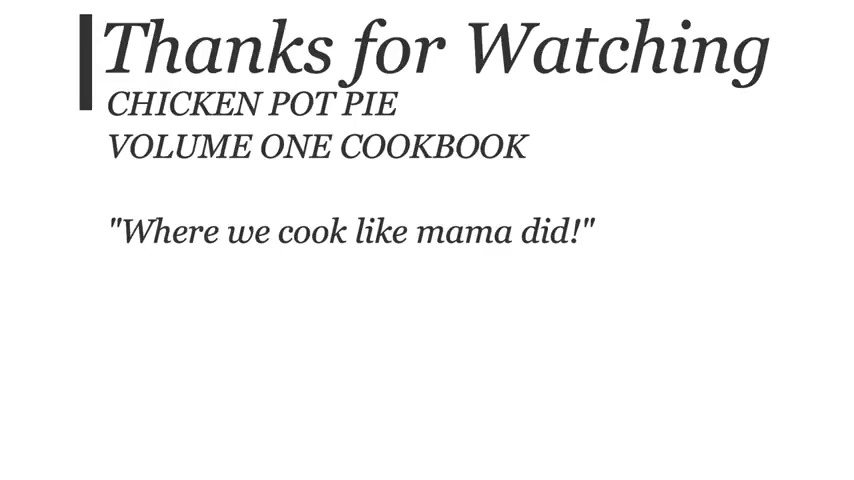 Thanks for Watching
CHICKEN POT PIE
VOLUME ONE COOKBOOK
"Where we cook like mama did!"